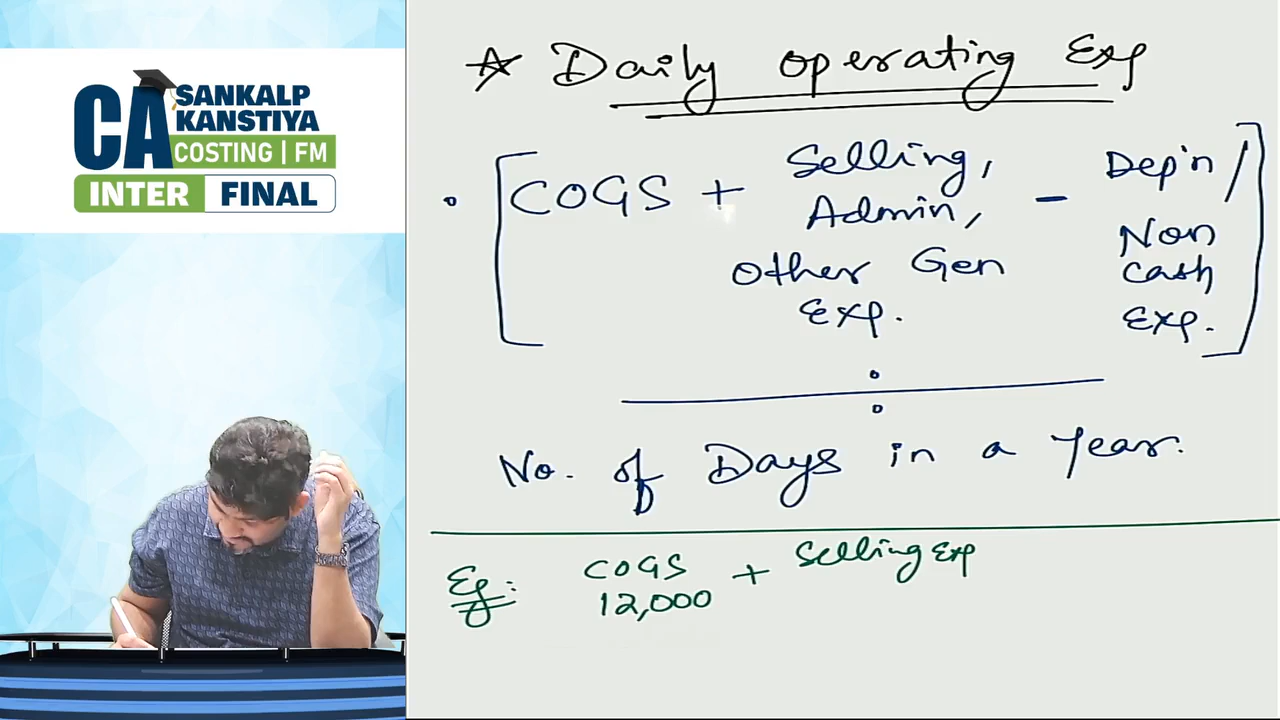 CA SANKALP
KANSTIYA
COSTING | FM
INTER FINAL
☆ Daily operating Exp
[COGS + Selling, Admin, Other Gen Exp. - Dep'n / Non Cash Exp.]
÷
No. of Days in a Year.
Eg: COGS + Selling Exp
12,000